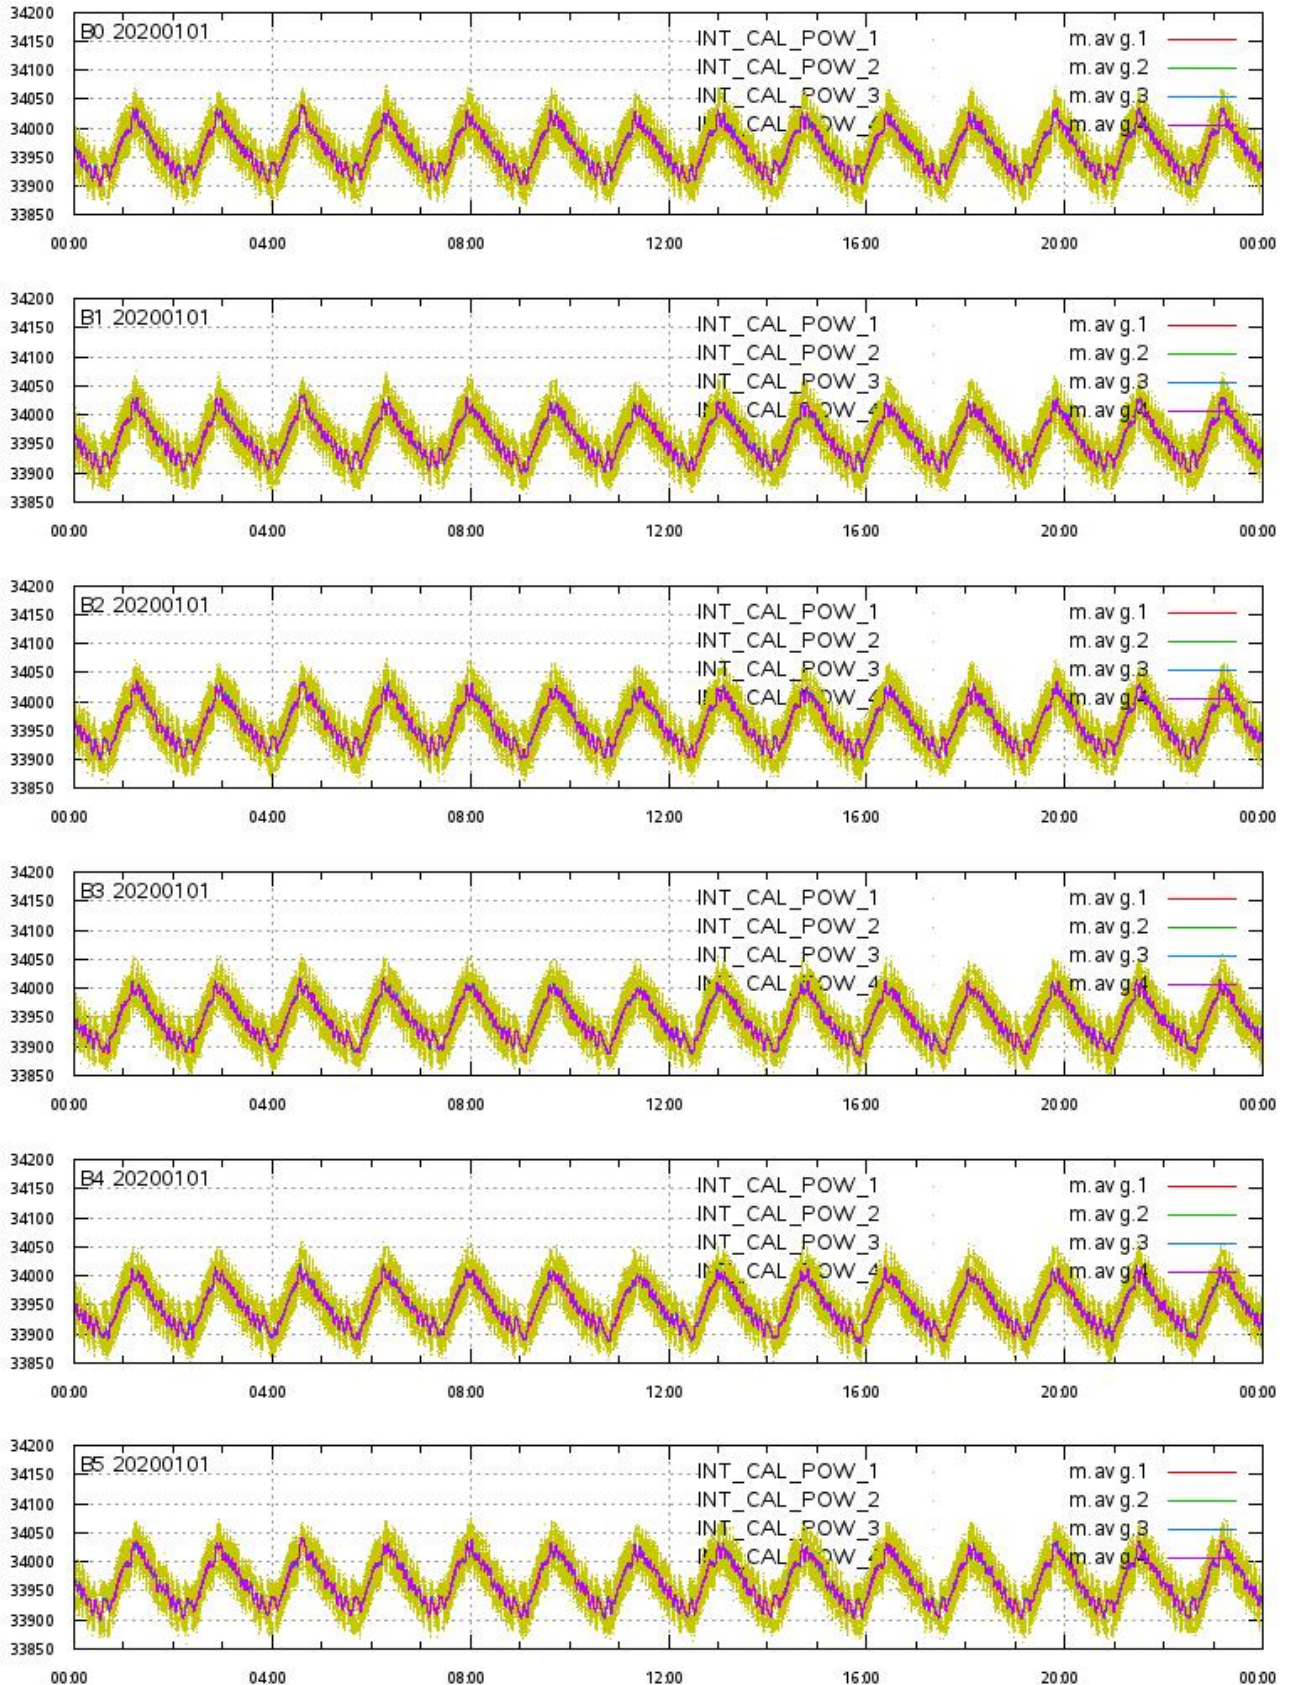 34200
B0 20200101 INT_CAL_POW_1 m.avg.1
34150
INT_CAL_POW_2 m.avg.2
34100
INT_CAL_POW_3 m.avg.3
34050
INT_CAL_POW_4 m.avg.4
34000
33950
33900
33850
00:00 04:00 08:00 12:00 16:00 20:00 00:00
34200
B1 20200101 INT_CAL_POW_1 m.avg.1
34150
INT_CAL_POW_2 m.avg.2
34100
INT_CAL_POW_3 m.avg.3
34050
INT_CAL_POW_4 m.avg.4
34000
33950
33900
33850
00:00 04:00 08:00 12:00 16:00 20:00 00:00
34200
B2 20200101 INT_CAL_POW_1 m.avg.1
34150
INT_CAL_POW_2 m.avg.2
34100
INT_CAL_POW_3 m.avg.3
34050
INT_CAL_POW_4 m.avg.4
34000
33950
33900
33850
00:00 04:00 08:00 12:00 16:00 20:00 00:00
34200
B3 20200101 INT_CAL_POW_1 m.avg.1
34150
INT_CAL_POW_2 m.avg.2
34100
INT_CAL_POW_3 m.avg.3
34050
INT_CAL_POW_4 m.avg.4
34000
33950
33900
33850
00:00 04:00 08:00 12:00 16:00 20:00 00:00
34200
B4 20200101 INT_CAL_POW_1 m.avg.1
34150
INT_CAL_POW_2 m.avg.2
34100
INT_CAL_POW_3 m.avg.3
34050
INT_CAL_POW_4 m.avg.4
34000
33950
33900
33850
00:00 04:00 08:00 12:00 16:00 20:00 00:00
34200
B5 20200101 INT_CAL_POW_1 m.avg.1
34150
INT_CAL_POW_2 m.avg.2
34100
INT_CAL_POW_3 m.avg.3
34050
INT_CAL_POW_4 m.avg.4
34000
33950
33900
33850
00:00 04:00 08:00 12:00 16:00 20:00 00:00